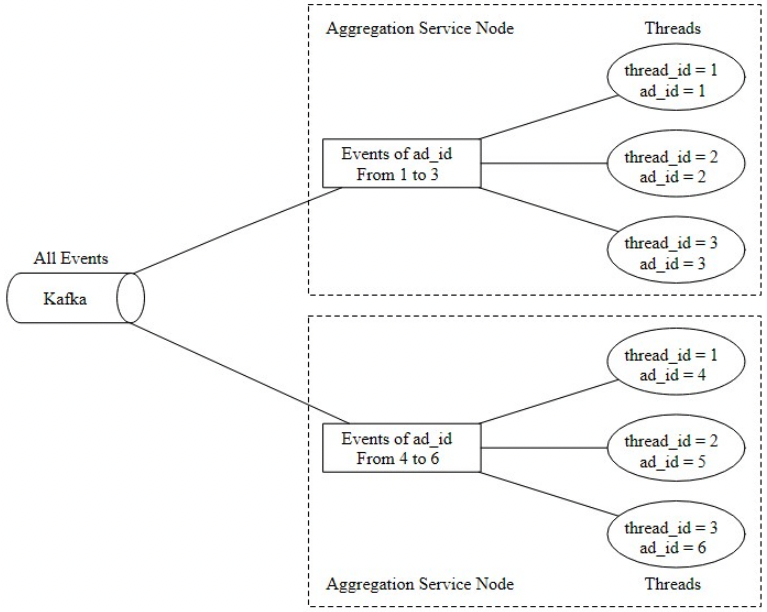 Aggregation Service Node
Threads
thread_id = 1
ad_id = 1
Events of ad_id
From 1 to 3
thread_id = 2
ad_id = 2
thread_id = 3
ad_id = 3
All Events
Kafka
thread_id = 1
ad_id = 4
Events of ad_id
From 4 to 6
thread_id = 2
ad_id = 5
thread_id = 3
ad_id = 6
Aggregation Service Node
Threads